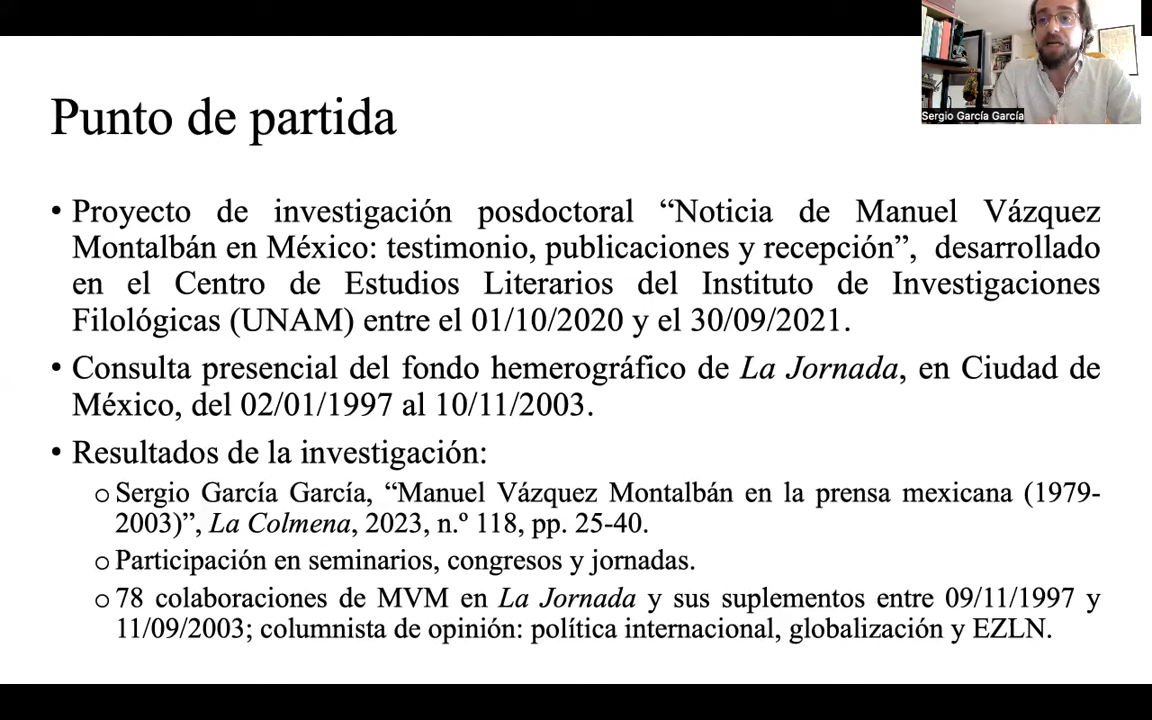 Sergio García García
Punto de partida
• Proyecto de investigación posdoctoral “Noticia de Manuel Vázquez
Montalbán en México: testimonio, publicaciones y recepción”, desarrollado
en el Centro de Estudios Literarios del Instituto de Investigaciones
Filológicas (UNAM) entre el 01/10/2020 y el 30/09/2021.
• Consulta presencial del fondo hemerográfico de La Jornada, en Ciudad de
México, del 02/01/1997 al 10/11/2003.
• Resultados de la investigación:
o Sergio García García, “Manuel Vázquez Montalbán en la prensa mexicana (1979-
2003)”, La Colmena, 2023, n.º 118, pp. 25-40.
o Participación en seminarios, congresos y jornadas.
o 78 colaboraciones de MVM en La Jornada y sus suplementos entre 09/11/1997 y
11/09/2003; columnista de opinión: política internacional, globalización y EZLN.